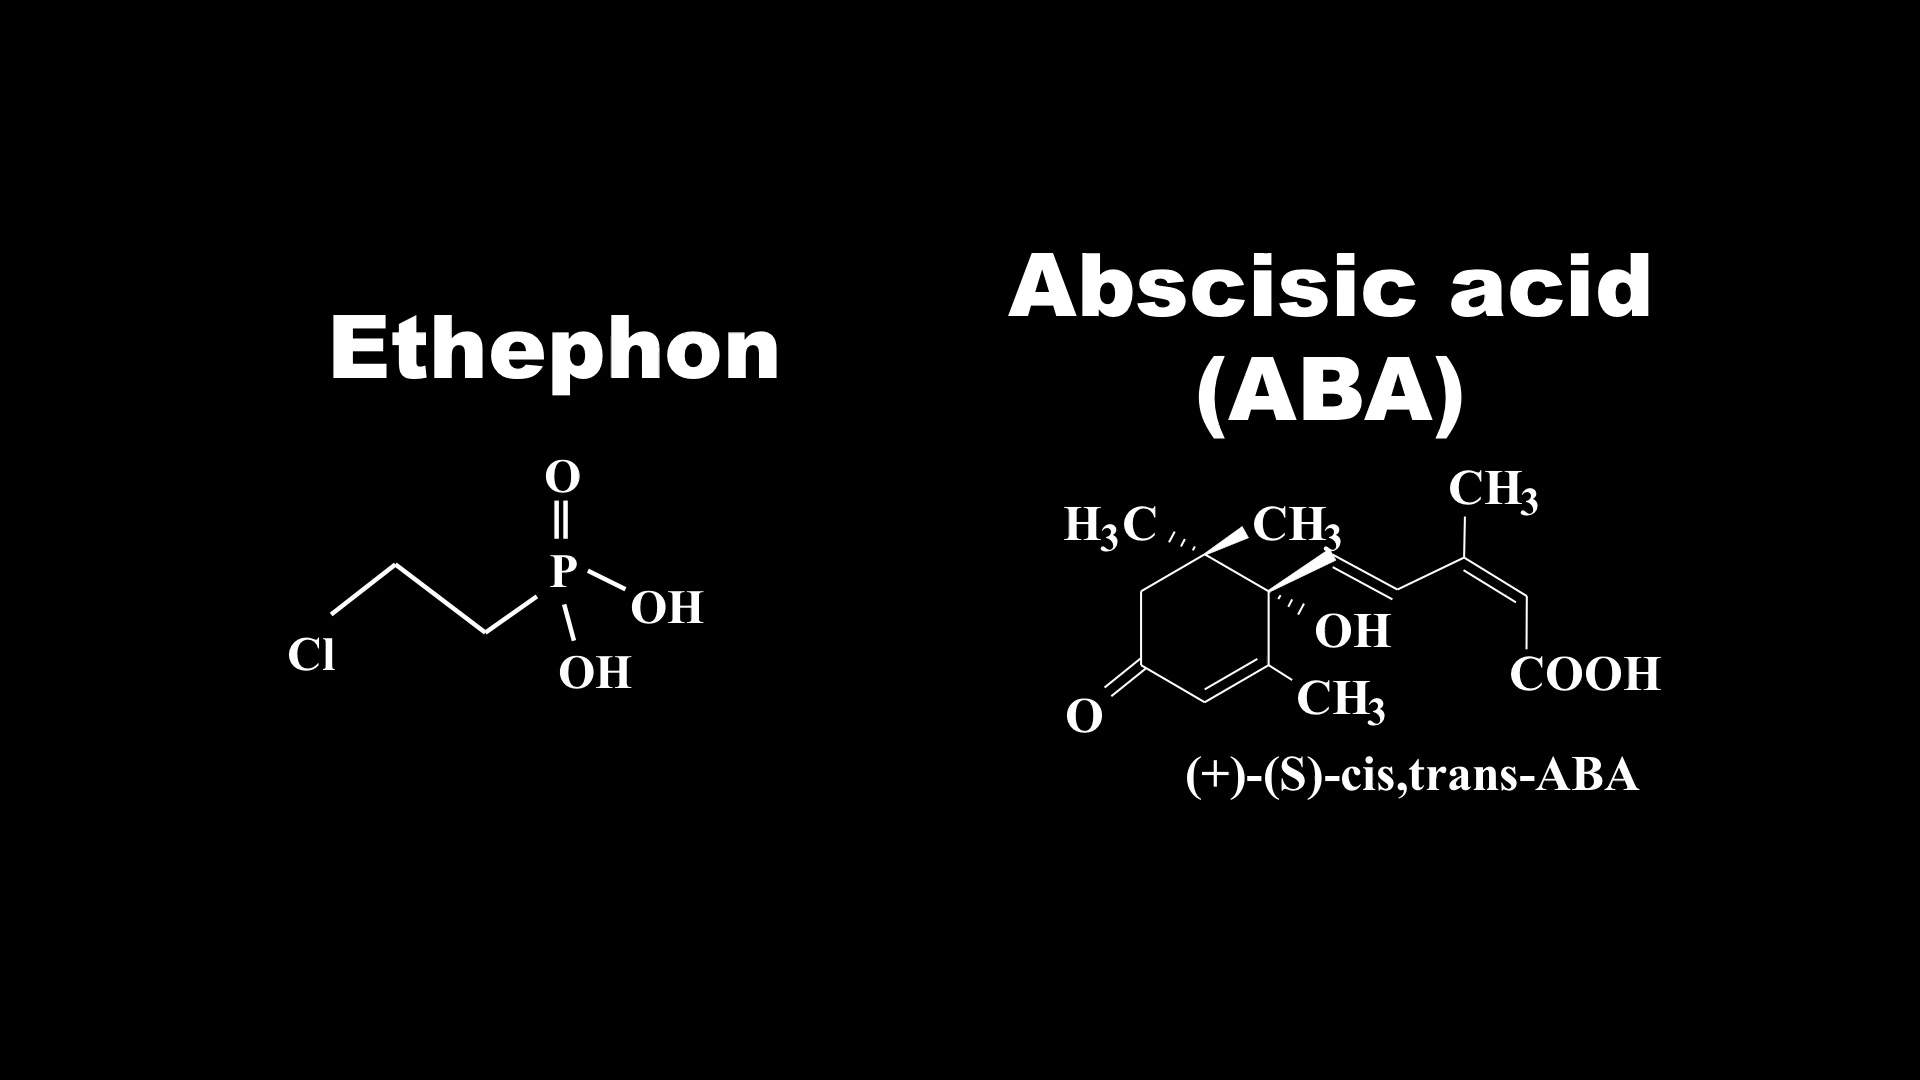 Ethephon
O
P
OH
OH
Cl
Abscisic acid
(ABA)
CH₃
H₃C
CH₃
OH
COOH
CH₃
O
(+)-(S)-cis,trans-ABA